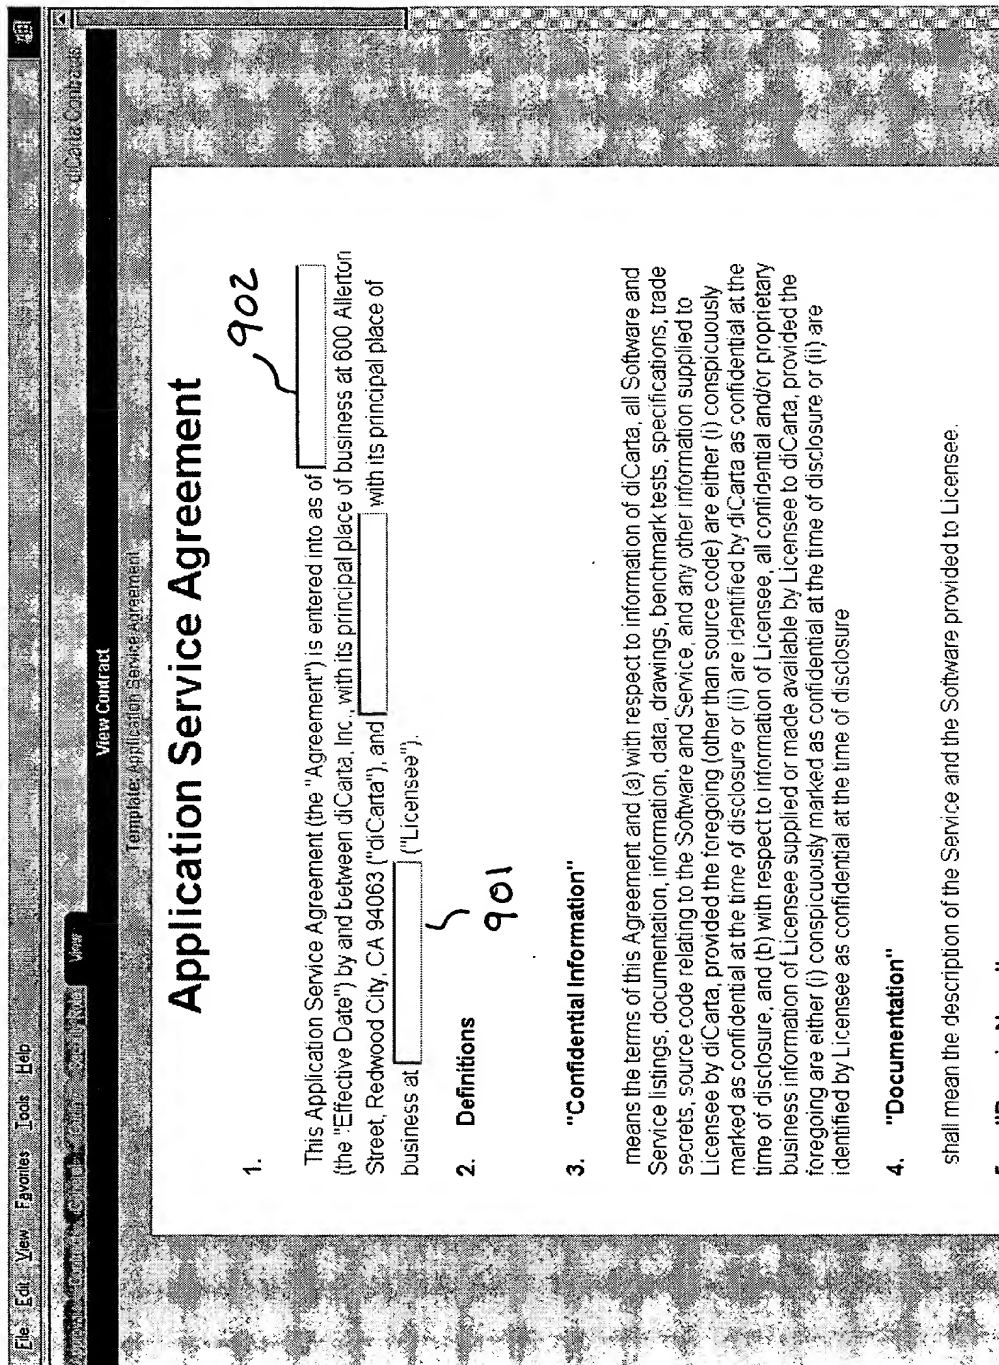 File Edit View Favorites Tools Help
diCarta Contracts
View
View Contract
Template: Application Service Agreement
Application Service Agreement
902
1.
This Application Service Agreement (the "Agreement") is entered into as of
(the "Effective Date") by and between diCarta, Inc., with its principal place of business at 600 Allerton
Street, Redwood City, CA 94063 ("diCarta"), and with its principal place of
business at ("Licensee").
901
2. Definitions
3. "Confidential Information"
means the terms of this Agreement and (a) with respect to information of diCarta, all Software and
Service listings, documentation, information, data, drawings, benchmark tests, specifications, trade
secrets, source code relating to the Software and Service, and any other information supplied to
Licensee by diCarta, provided the foregoing (other than source code) are either (i) conspicuously
marked as confidential at the time of disclosure or (ii) are identified by diCarta as confidential at the
time of disclosure, and (b) with respect to information of Licensee, all confidential and/or proprietary
business information of Licensee supplied or made available by Licensee to diCarta, provided the
foregoing are either (i) conspicuously marked as confidential at the time of disclosure or (ii) are
identified by Licensee as confidential at the time of disclosure
4. "Documentation"
shall mean the description of the Service and the Software provided to Licensee.